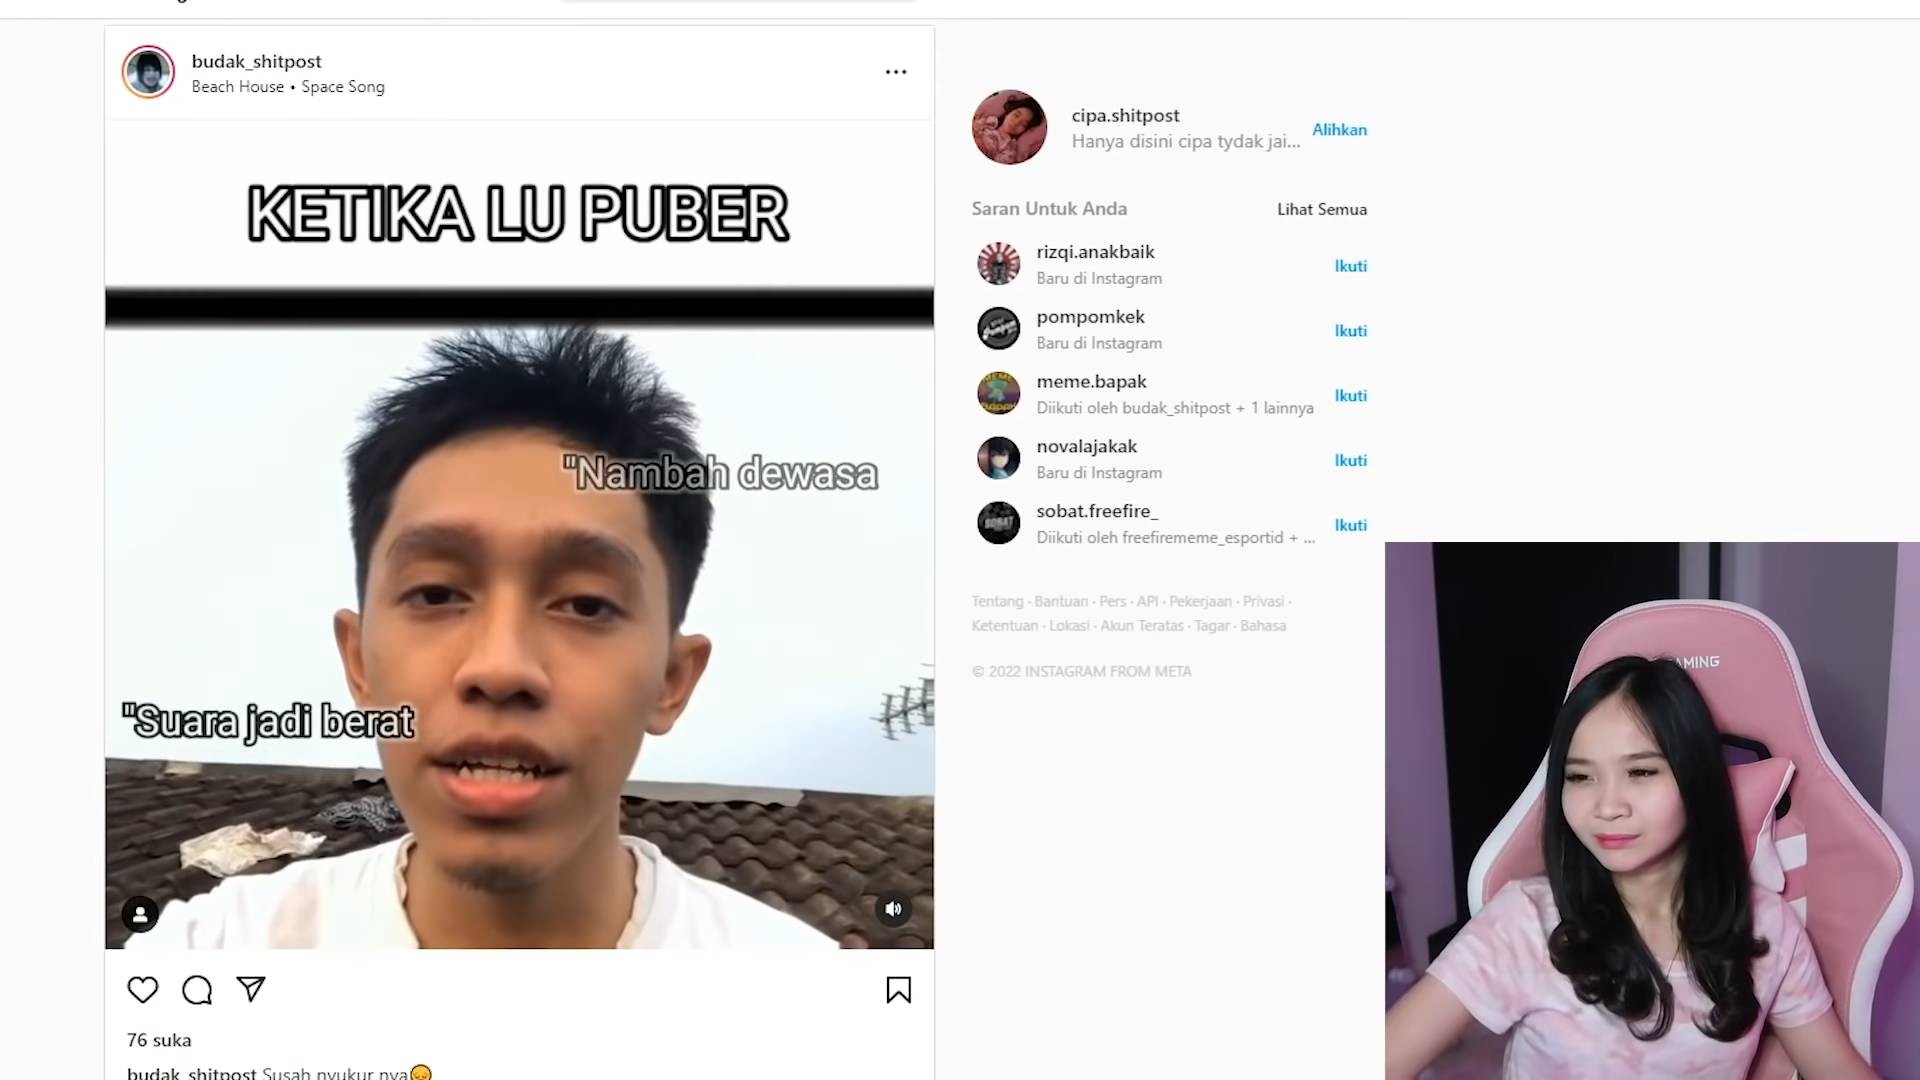 budak_shitpost
Beach House • Space Song
KETIKA LU PUBER
"Nambah dewasa
"Suara jadi berat
76 suka
budak_shitpost Susah nyukur nya😔
cipa.shitpost
Hanya disini cipa tydak jai...
Alihkan
Saran Untuk Anda
Lihat Semua
rizqi.anakbaik
Baru di Instagram
Ikuti
pompomkek
Baru di Instagram
Ikuti
meme.bapak
Diikuti oleh budak_shitpost + 1 lainnya
Ikuti
novalajakak
Baru di Instagram
Ikuti
sobat.freefire_
Diikuti oleh freefirememe_esportid + ...
Ikuti
Tentang · Bantuan · Pers · API · Pekerjaan · Privasi ·
Ketentuan · Lokasi · Akun Teratas · Tagar · Bahasa
© 2022 INSTAGRAM FROM META